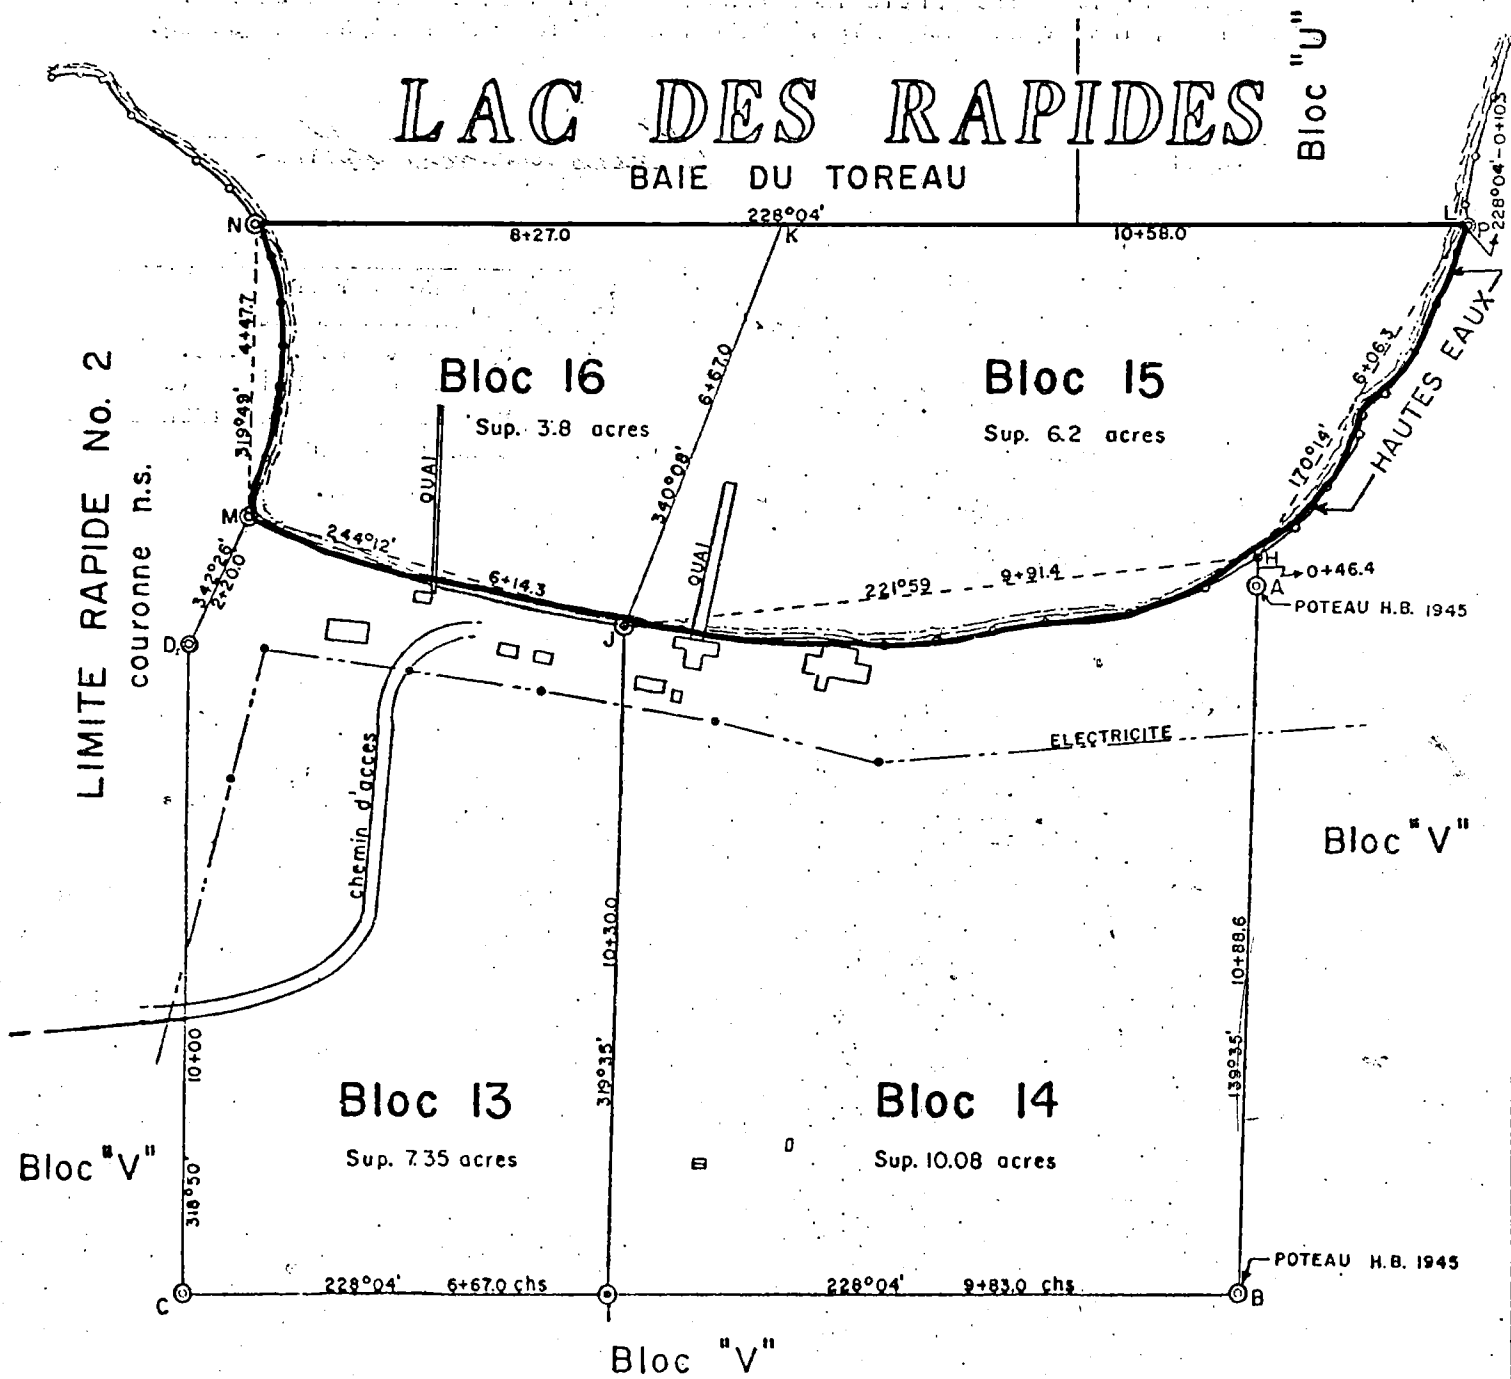 Bloc "U"
LAC DES RAPIDES
BAIE DU TOREAU
228°04'-0+103
N
228°04'
8+27.0
K
10+58.0
L
P
319°49' 4+47.7
340°08' 6+67.0
170°14' 6+06.3
HAUTES EAUX
LIMITE RAPIDE No. 2
couronne n.s.
Bloc 16
Sup. 3.8 acres
Bloc 15
Sup. 6.2 acres
QUAI
QUAI
M
244°12'
6+14.3
342°26'
2+20.0
221°59
9+91.4
H
0+46.4
A
POTEAU H.B. 1945
D
J
ELECTRICITE
chemin d'acces
Bloc "V"
318°50' 10+00
319°35' 10+30.0
139°35' 10+88.6
Bloc 13
Sup. 7.35 acres
Bloc 14
Sup. 10.08 acres
Bloc "V"
POTEAU H.B. 1945
C
228°04' 6+67.0 chs
228°04' 9+83.0 chs
B
Bloc "V"